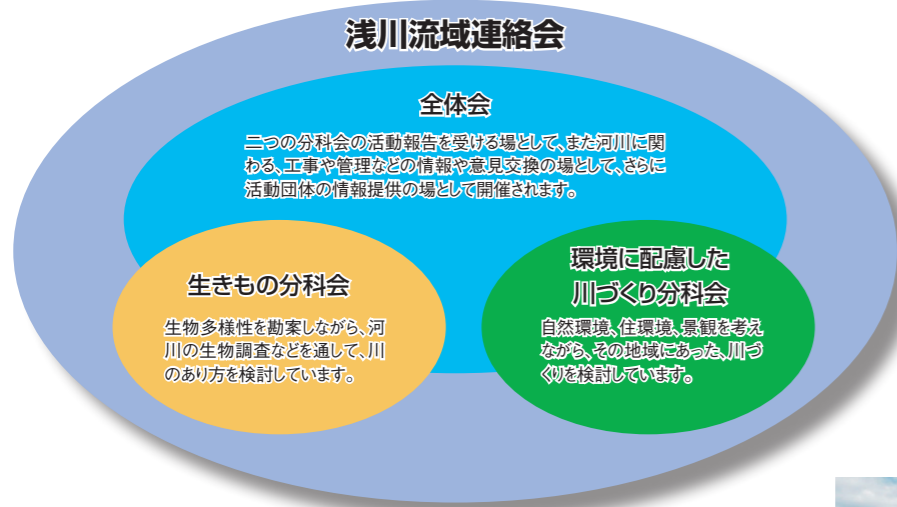 浅川流域連絡会
全体会
二つの分科会の活動報告を受ける場として、また河川に関
わる、工事や管理などの情報や意見交換の場として、さらに
活動団体の情報提供の場として開催されます。
生きもの分科会
生物多様性を勘案しながら、河
川の生物調査などを通して、川
のあり方を検討しています。
環境に配慮した
川づくり分科会
自然環境、住環境、景観を考え
ながら、その地域にあった、川づ
くりを検討しています。